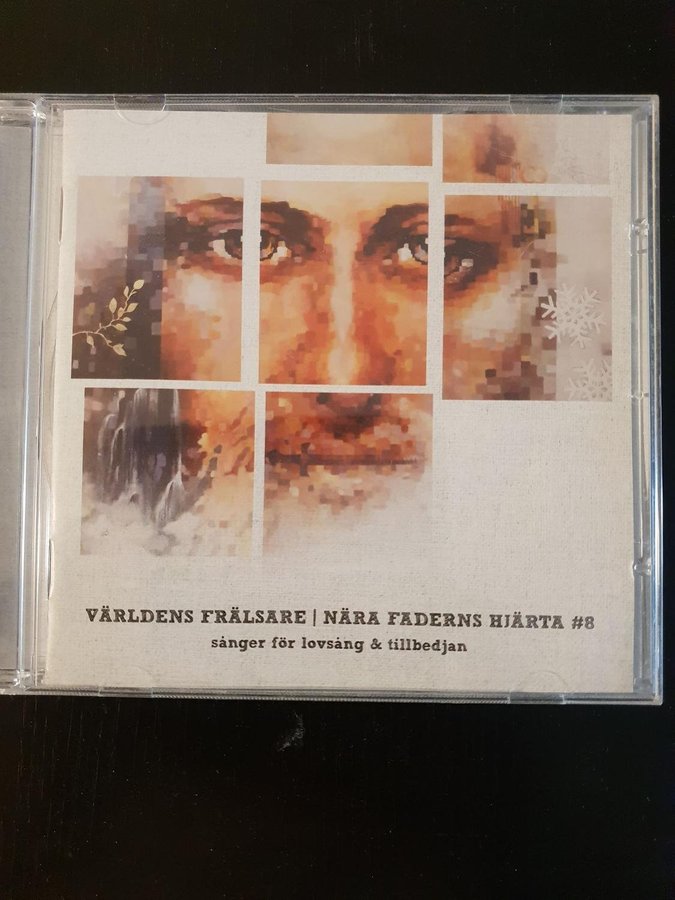 VÄRLDENS FRÄLSARE | NÄRA FADERNS HJÄRTA #8
sånger för lovsång & tillbedjan